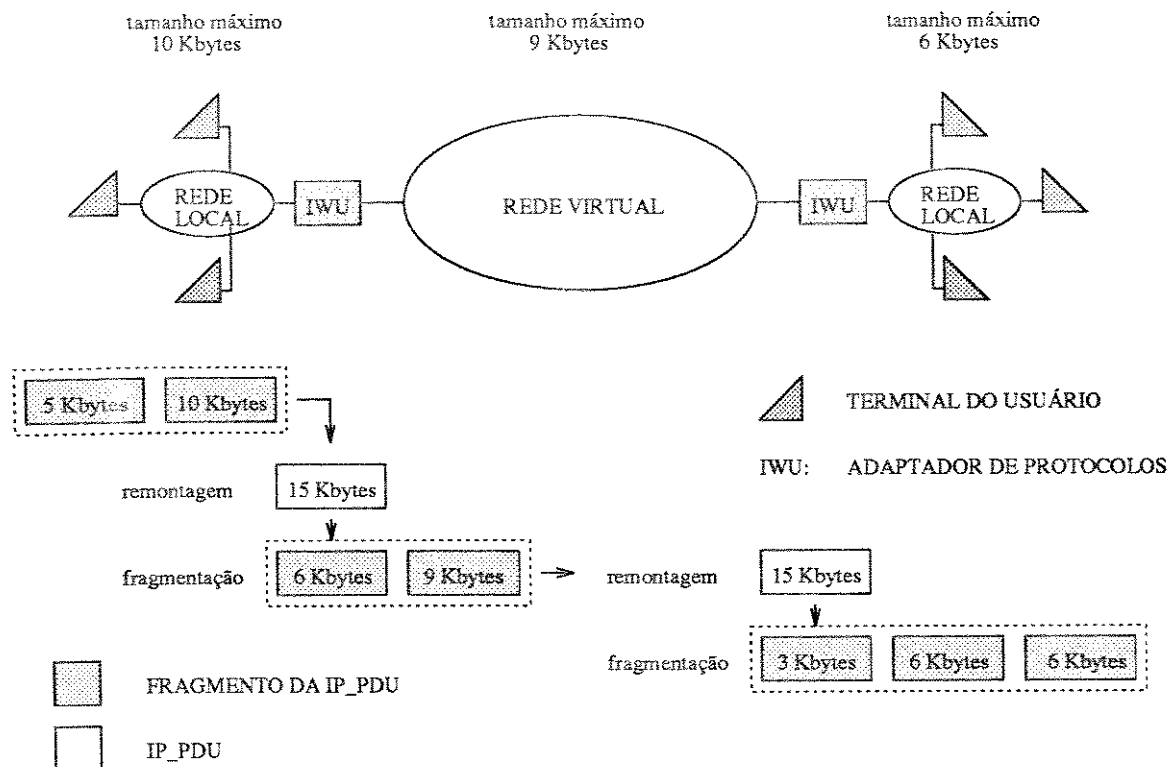 tamanho máximo
10 Kbytes
tamanho máximo
9 Kbytes
tamanho máximo
6 Kbytes
REDE
LOCAL
IWU
REDE VIRTUAL
IWU
REDE
LOCAL
5 Kbytes
10 Kbytes
TERMINAL DO USUÁRIO
IWU: ADAPTADOR DE PROTOCOLOS
remontagem
15 Kbytes
fragmentação
6 Kbytes
9 Kbytes
remontagem
15 Kbytes
fragmentação
3 Kbytes
6 Kbytes
6 Kbytes
FRAGMENTO DA IP_PDU
IP_PDU